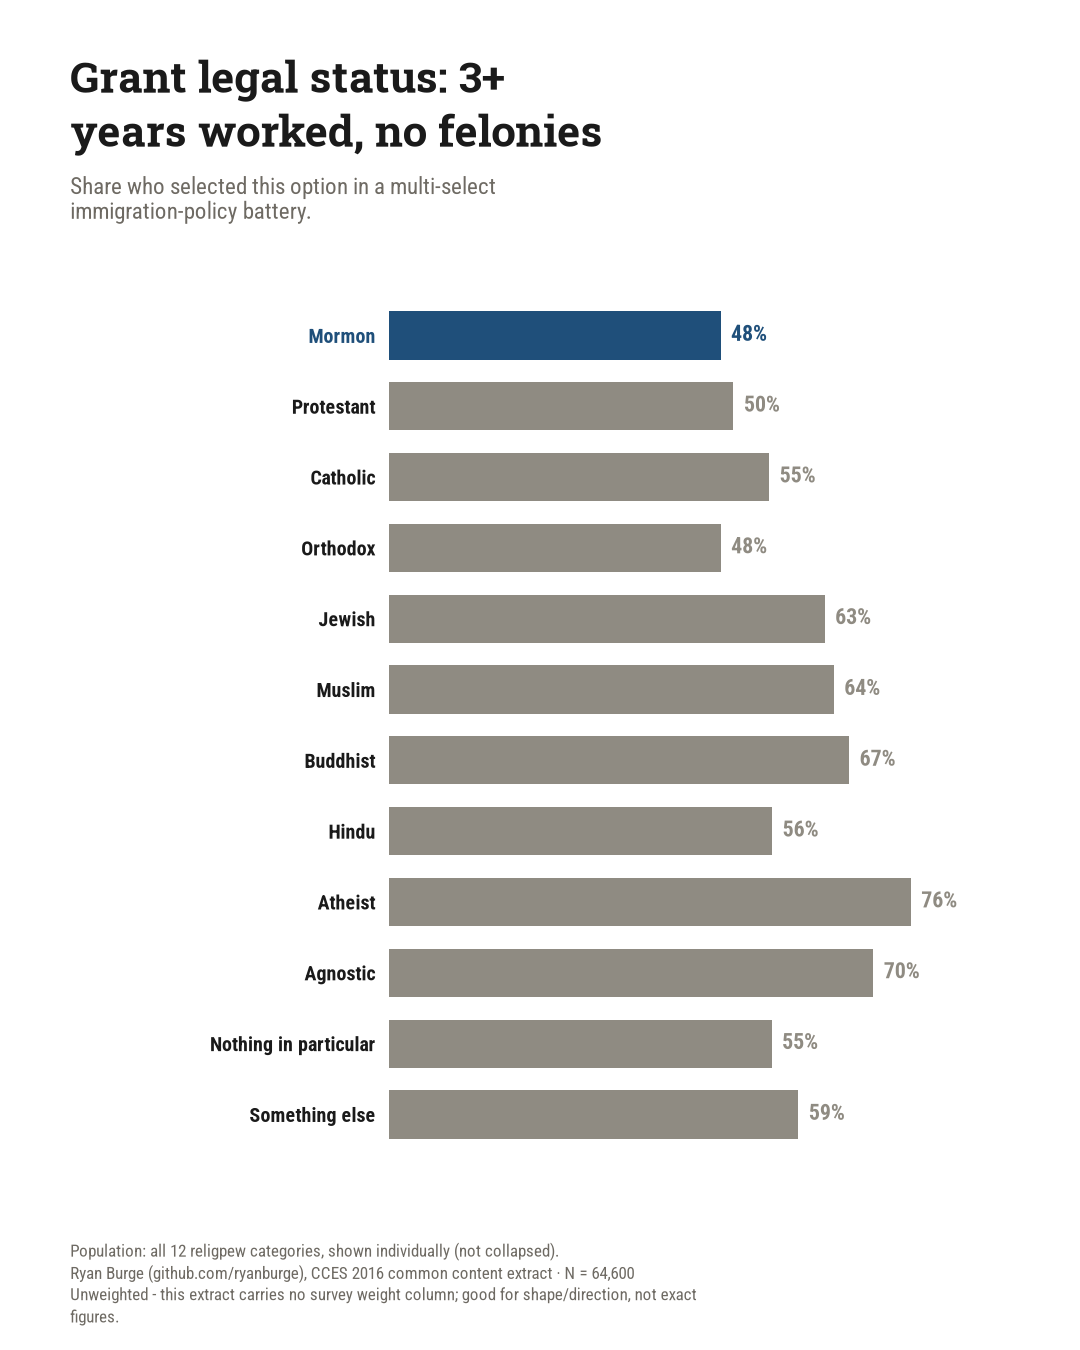 Grant legal status: 3+
years worked, no felonies
Share who selected this option in a multi-select
immigration-policy battery.
Mormon 48%
Protestant 50%
Catholic 55%
Orthodox 48%
Jewish 63%
Muslim 64%
Buddhist 67%
Hindu 56%
Atheist 76%
Agnostic 70%
Nothing in particular 55%
Something else 59%
Population: all 12 religpew categories, shown individually (not collapsed).
Ryan Burge (github.com/ryanburge), CCES 2016 common content extract · N = 64,600
Unweighted - this extract carries no survey weight column; good for shape/direction, not exact
figures.